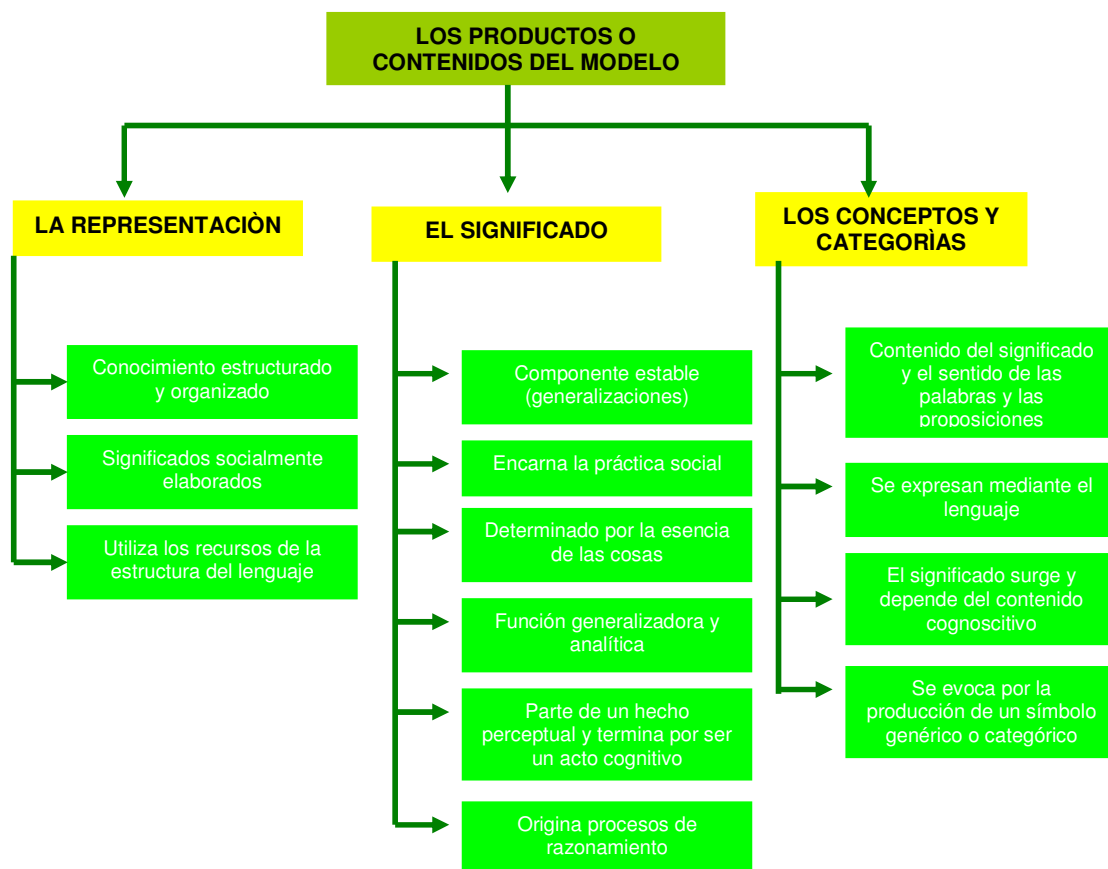 LOS PRODUCTOS O
CONTENIDOS DEL MODELO
LA REPRESENTACIÒN
Conocimiento estructurado
y organizado
Significados socialmente
elaborados
Utiliza los recursos de la
estructura del lenguaje
EL SIGNIFICADO
Componente estable
(generalizaciones)
Encarna la práctica social
Determinado por la esencia
de las cosas
Función generalizadora y
analítica
Parte de un hecho
perceptual y termina por ser
un acto cognitivo
Origina procesos de
razonamiento
LOS CONCEPTOS Y
CATEGORÌAS
Contenido del significado
y el sentido de las
palabras y las
proposiciones
Se expresan mediante el
lenguaje
El significado surge y
depende del contenido
cognoscitivo
Se evoca por la
producción de un símbolo
genérico o categórico